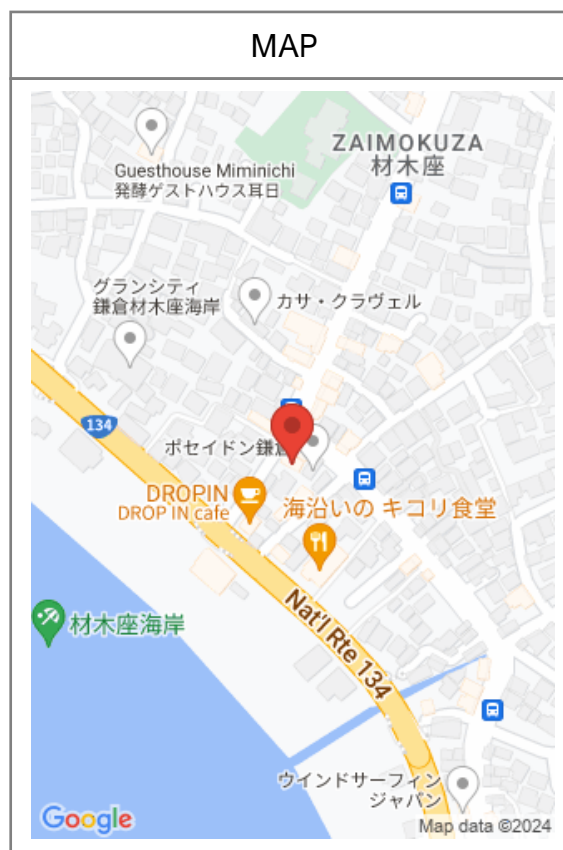 MAP
ZAIMOKUZA
材木座
Guesthouse Miminichi
発酵ゲストハウス耳日
グランシティ
鎌倉材木座海岸
カサ・クラヴェル
134
ポセイドン鎌倉
DROPIN
DROP IN cafe
海沿いの キコリ食堂
Nat'l Rte 134
材木座海岸
ウインドサーフィン
ジャパン
Google
Map data ©2024